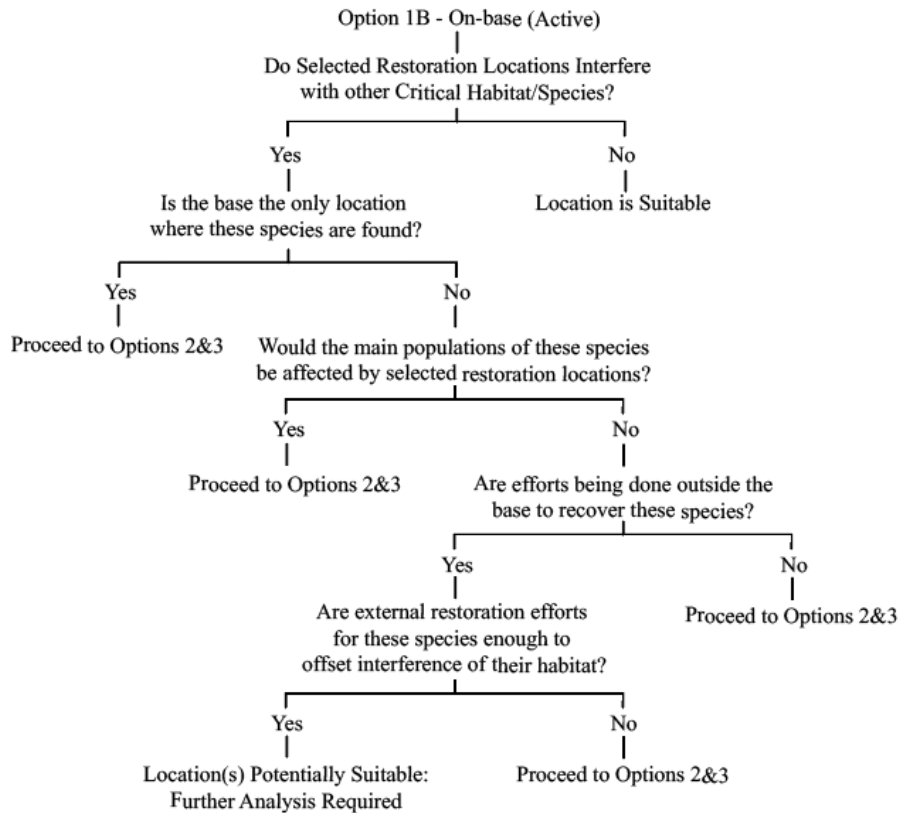 Option 1B - On-base (Active)
Do Selected Restoration Locations Interfere
with other Critical Habitat/Species?
Yes
No
Is the base the only location
where these species are found?
Location is Suitable
Yes
No
Proceed to Options 2&3
Would the main populations of these species
be affected by selected restoration locations?
Yes
No
Proceed to Options 2&3
Are efforts being done outside the
base to recover these species?
Yes
No
Are external restoration efforts
for these species enough to
offset interference of their habitat?
Proceed to Options 2&3
Yes
No
Location(s) Potentially Suitable:
Further Analysis Required
Proceed to Options 2&3